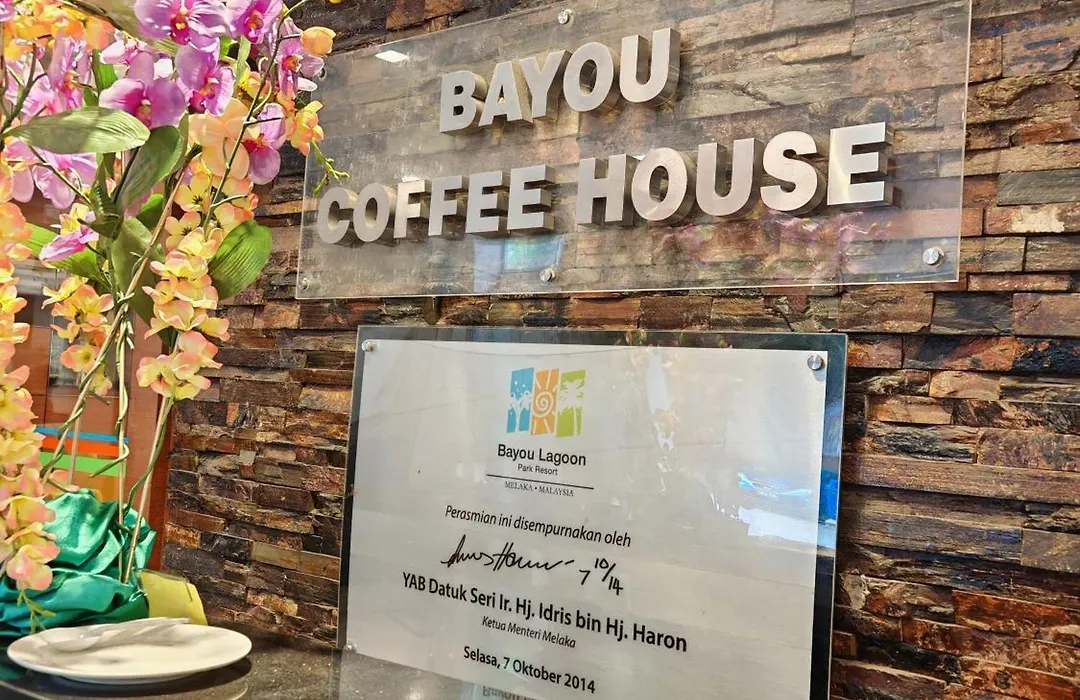 BAYOU
COFFEE HOUSE
Bayou Lagoon
Park Resort
MELAKA • MALAYSIA
Perasmian ini disempurnakan oleh
7 10/14
YAB Datuk Seri Ir. Hj. Idris bin Hj. Haron
Ketua Menteri Melaka
Selasa, 7 Oktober 2014